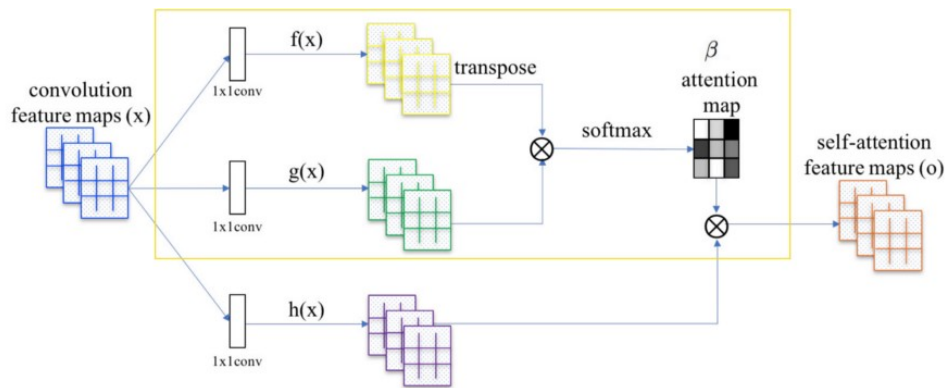 convolution
feature maps (x)
f(x)
1x1conv
transpose
g(x)
1x1conv
h(x)
1x1conv
softmax
β
attention
map
self-attention
feature maps (o)